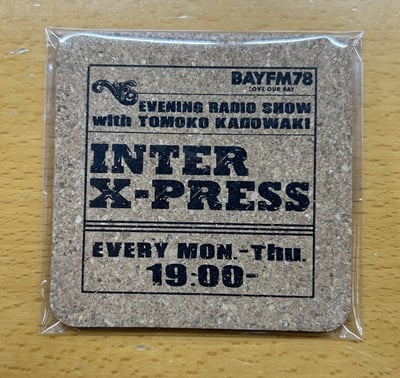 BAYFM78
LOVE OUR BAY
EVENING RADIO SHOW
with TOMOKO KADOWAKI
INTER
X-PRESS
EVERY MON.-Thu.
19:00-